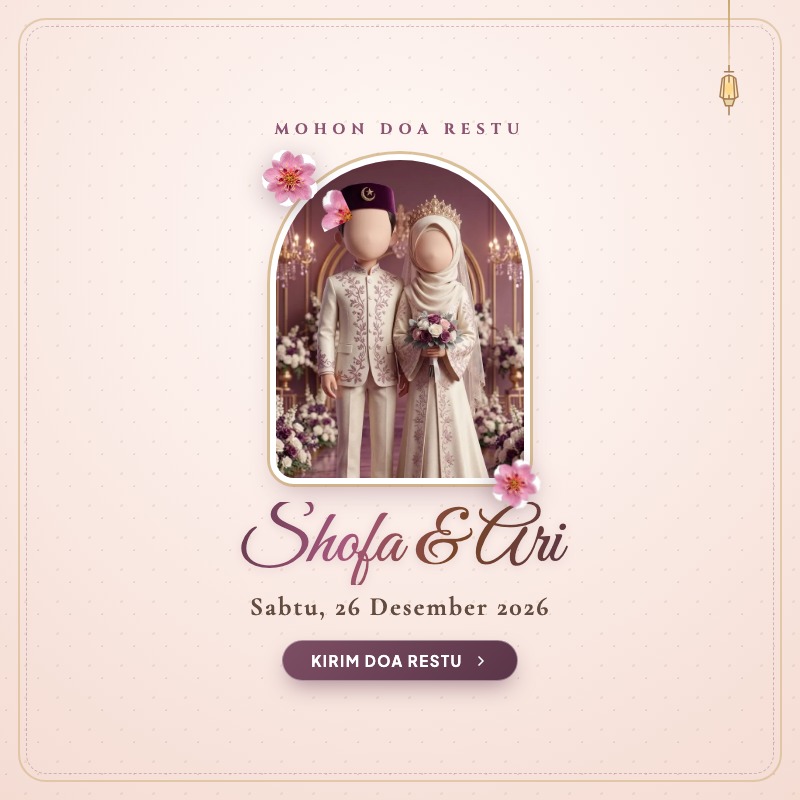 MOHON DOA RESTU
Shofa & Ari
Sabtu, 26 Desember 2026
KIRIM DOA RESTU